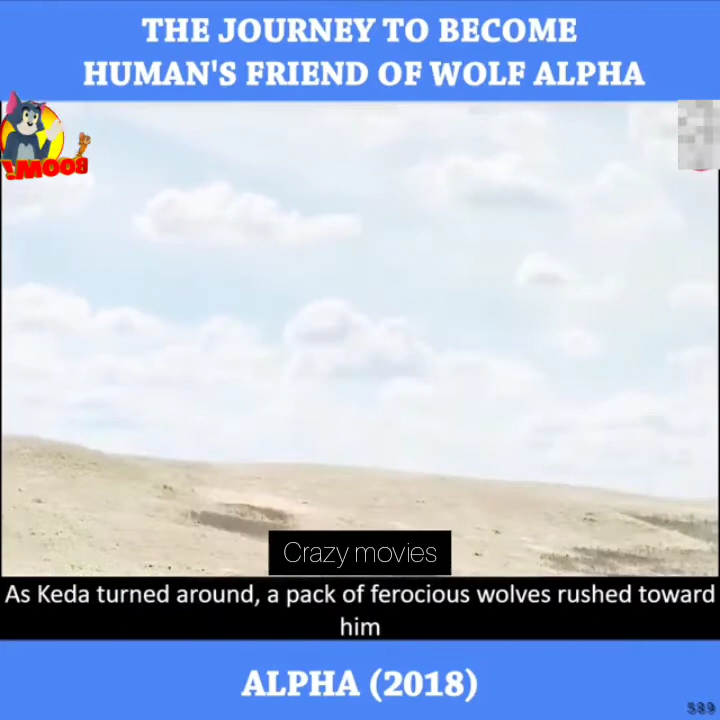 THE JOURNEY TO BECOME
HUMAN'S FRIEND OF WOLF ALPHA
BOOM!
Crazy movies
As Keda turned around, a pack of ferocious wolves rushed toward
him
ALPHA (2018)
589